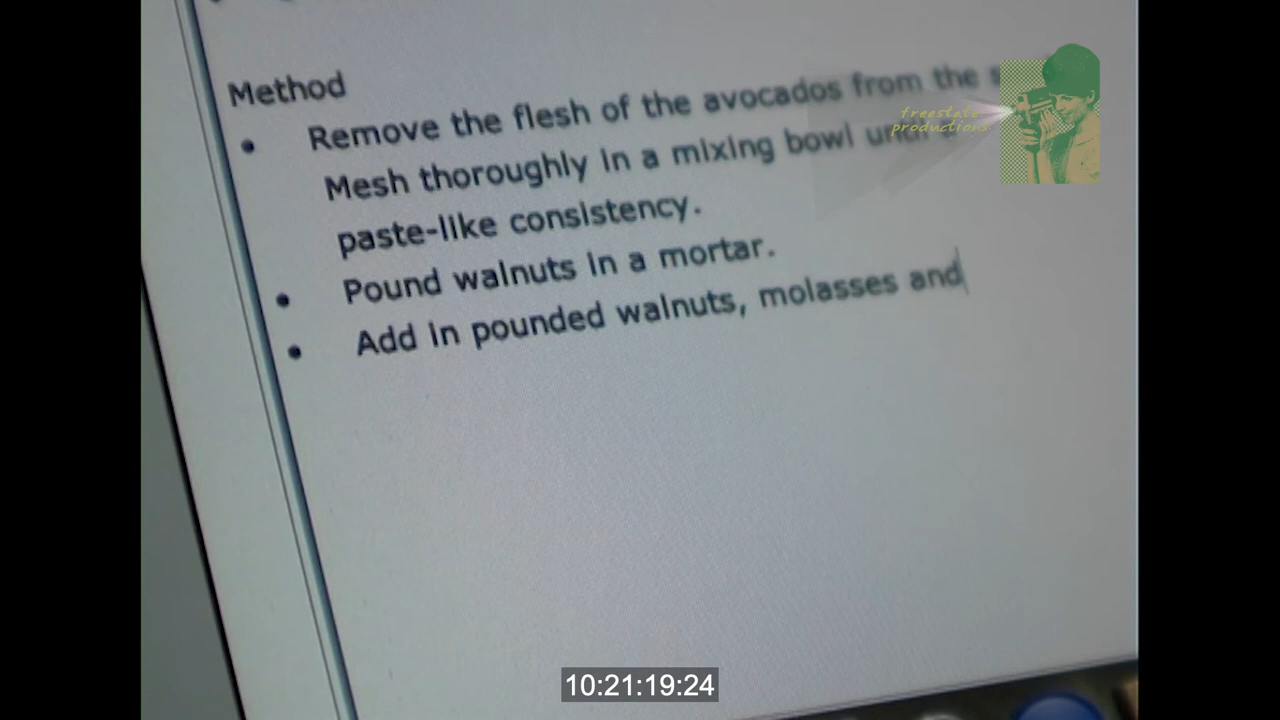 Method
• Remove the flesh of the avocados from the
Mesh thoroughly in a mixing bowl
paste-like consistency.
• Pound walnuts in a mortar.
• Add in pounded walnuts, molasses and
freestate
productions
10:21:19:24